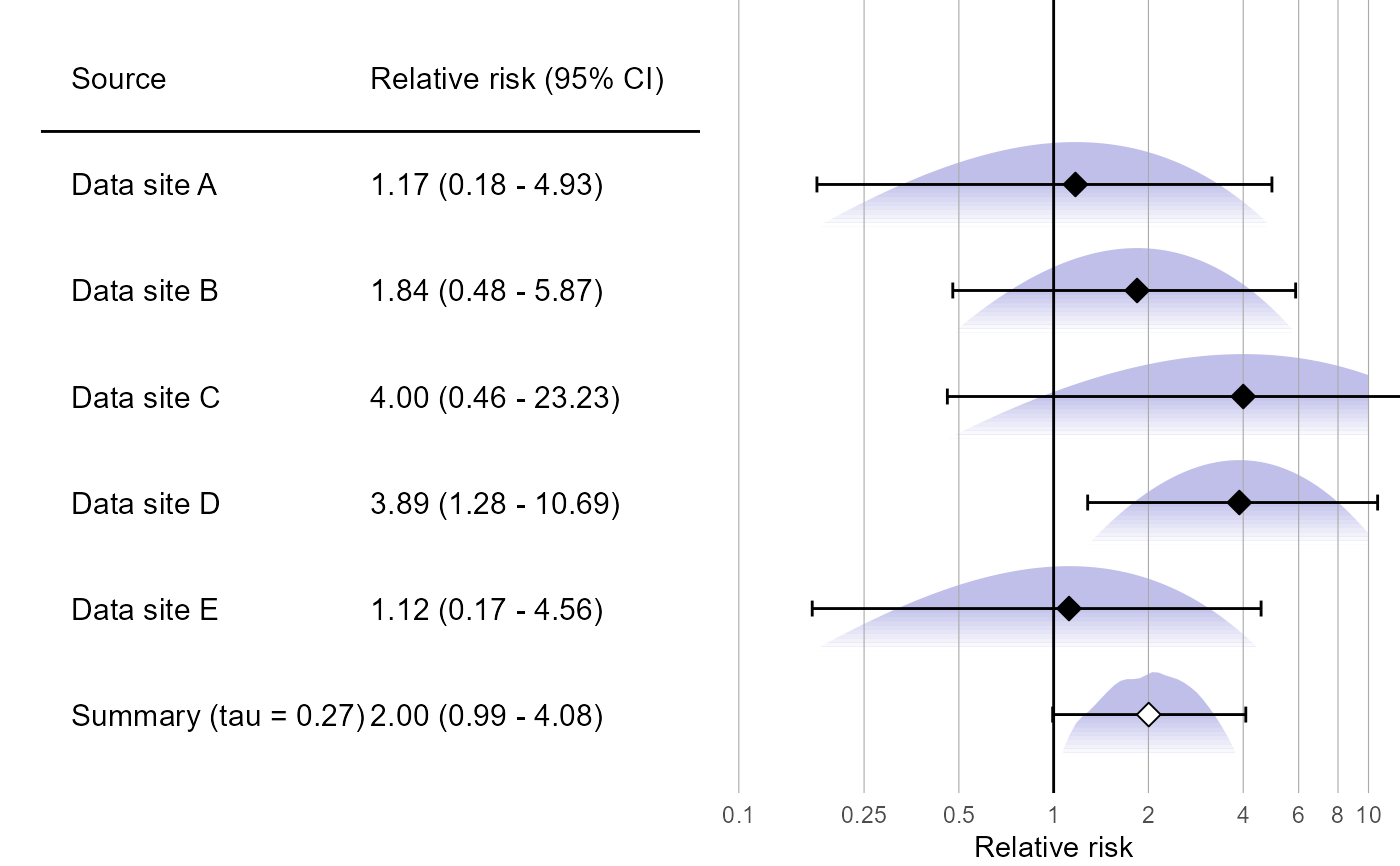 Source Relative risk (95% CI)
Data site A 1.17 (0.18 - 4.93)
Data site B 1.84 (0.48 - 5.87)
Data site C 4.00 (0.46 - 23.23)
Data site D 3.89 (1.28 - 10.69)
Data site E 1.12 (0.17 - 4.56)
Summary (tau = 0.27) 2.00 (0.99 - 4.08)
0.1 0.25 0.5 1 2 4 6 8 10
Relative risk